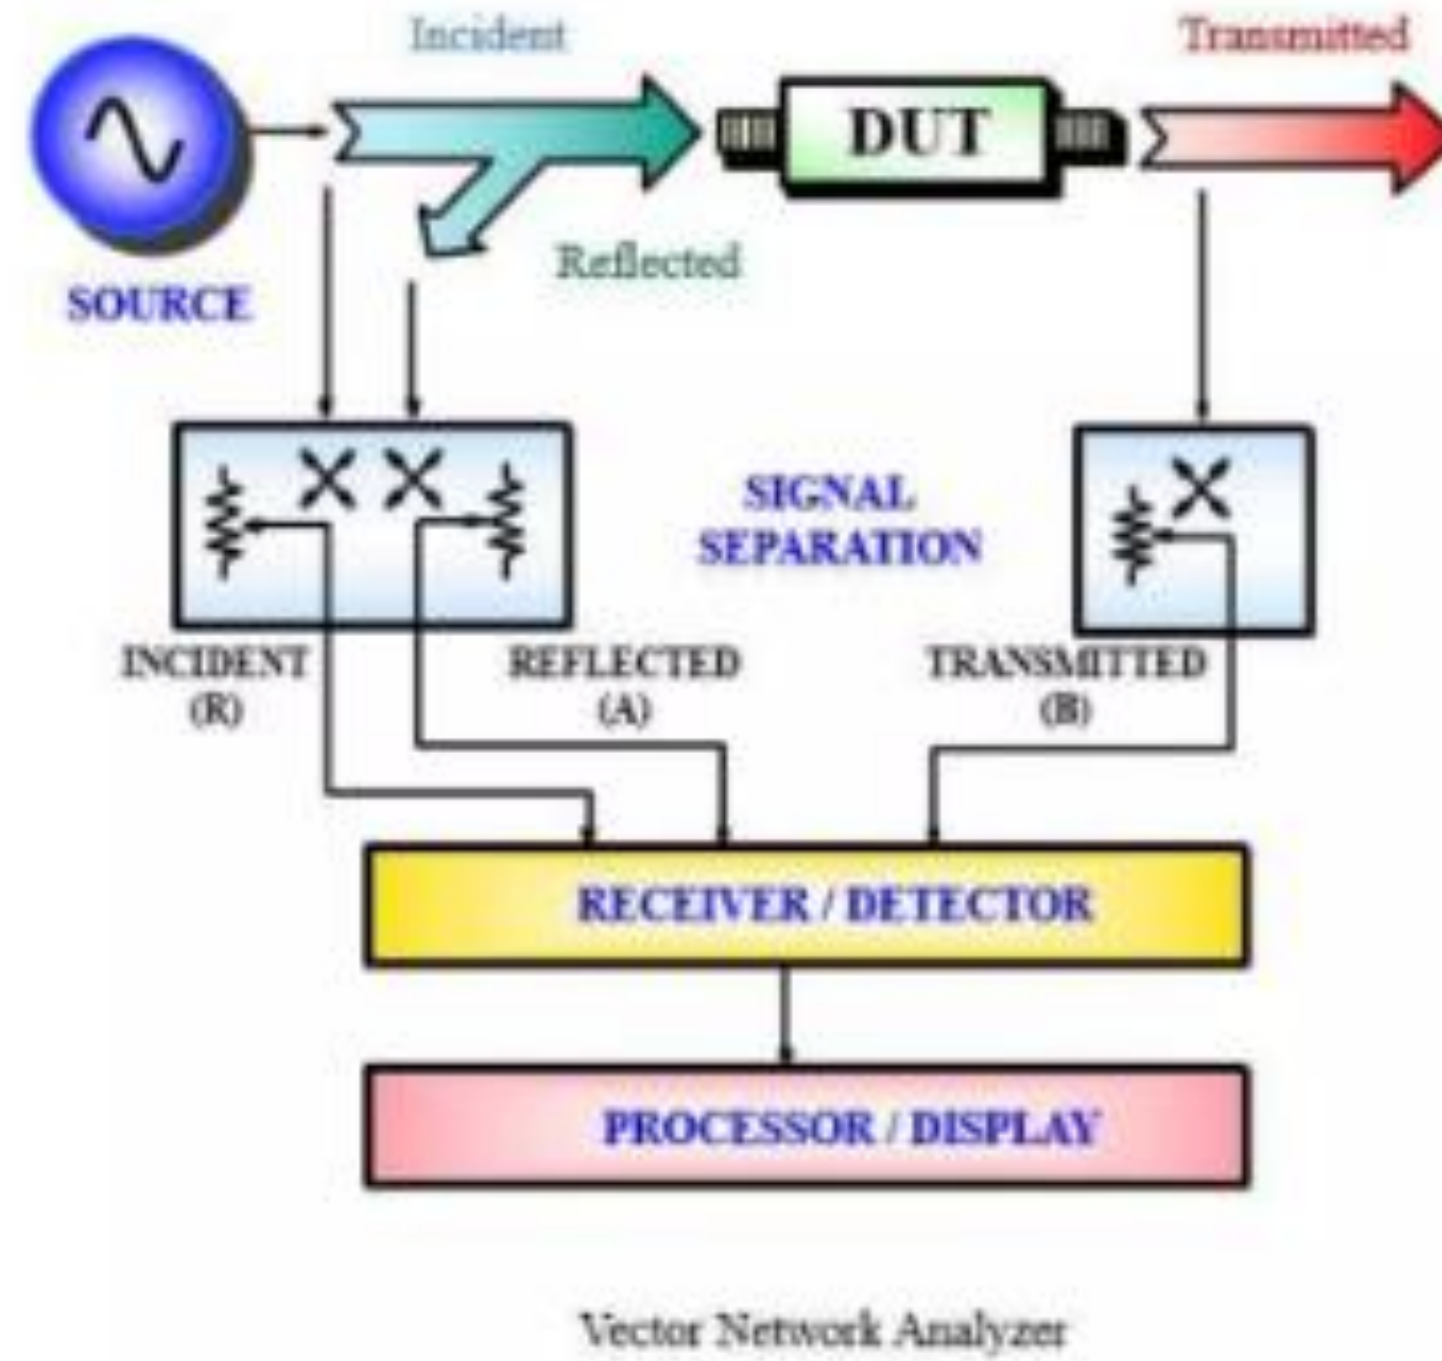 Incident
Transmitted
DUT
Reflected
SOURCE
SIGNAL
SEPARATION
INCIDENT
(R)
REFLECTED
(A)
TRANSMITTED
(B)
RECEIVER / DETECTOR
PROCESSOR / DISPLAY
Vector Network Analyzer